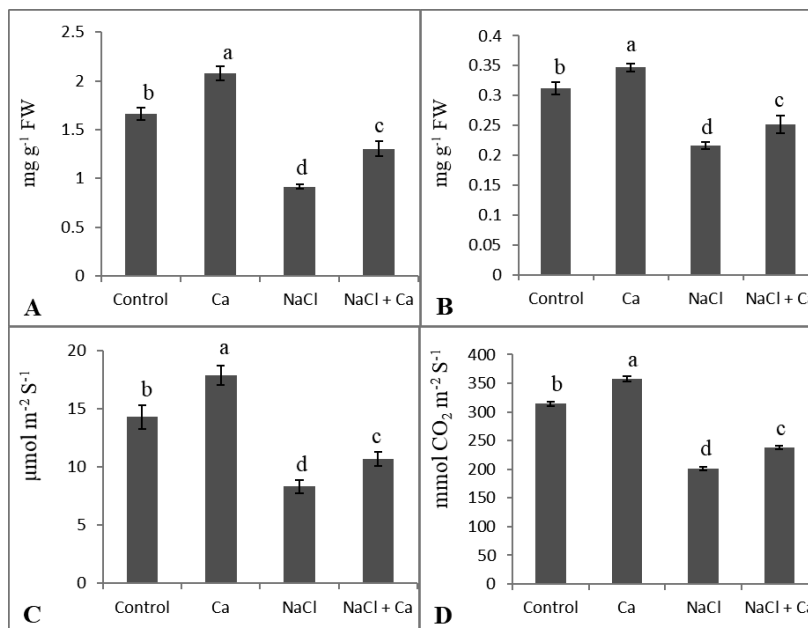 2.5
2
1.5
1
0.5
0
mg g⁻¹ FW
b
a
d
c
Control Ca NaCl NaCl + Ca
A
0.4
0.35
0.3
0.25
0.2
0.15
0.1
0.05
0
mg g⁻¹ FW
b
a
d
c
Control Ca NaCl NaCl + Ca
B
20
15
10
5
0
µmol m⁻² S⁻¹
b
a
d
c
Control Ca NaCl NaCl + Ca
C
400
350
300
250
200
150
100
50
0
mmol CO₂ m⁻² S⁻¹
b
a
d
c
Control Ca NaCl NaCl + Ca
D